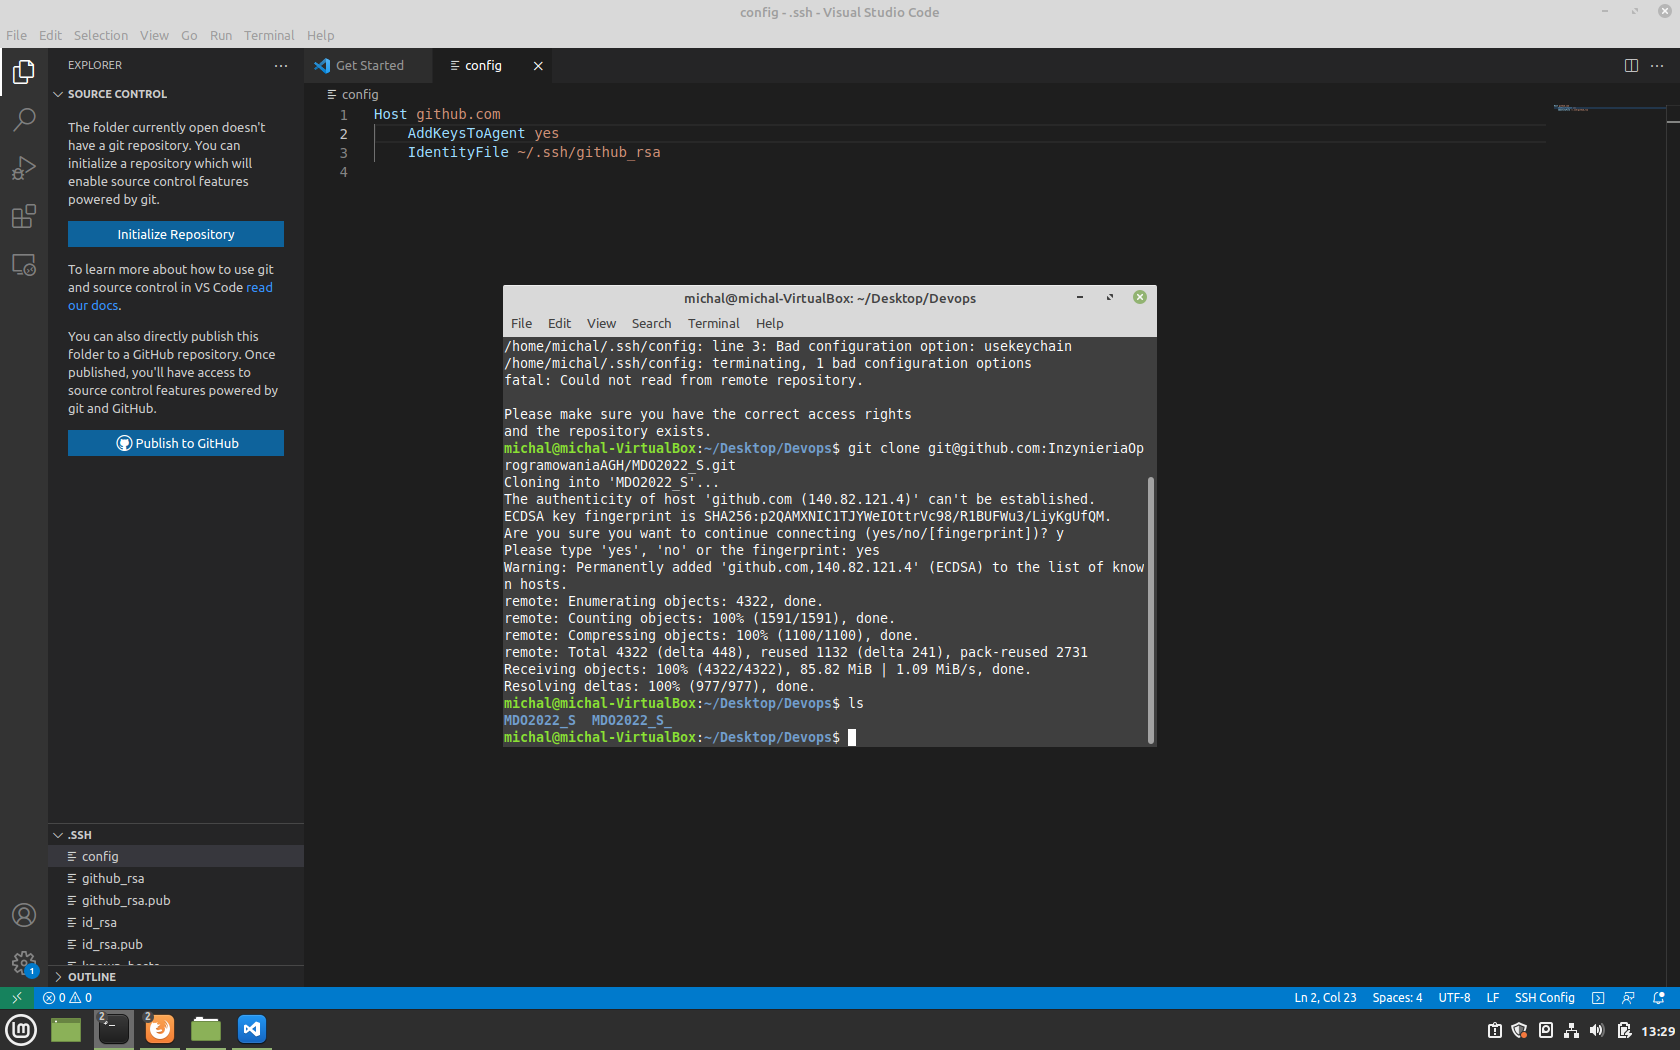 config - .ssh - Visual Studio Code
File Edit Selection View Go Run Terminal Help
EXPLORER
SOURCE CONTROL
The folder currently open doesn't
have a git repository. You can
initialize a repository which will
enable source control features
powered by git.
Initialize Repository
To learn more about how to use git
and source control in VS Code read
our docs.
You can also directly publish this
folder to a GitHub repository. Once
published, you'll have access to
source control features powered by
git and GitHub.
Publish to GitHub
.SSH
config
github_rsa
github_rsa.pub
id_rsa
id_rsa.pub
OUTLINE
Get Started config
config
1 Host github.com
2 AddKeysToAgent yes
3 IdentityFile ~/.ssh/github_rsa
4
michal@michal-VirtualBox: ~/Desktop/Devops
File Edit View Search Terminal Help
/home/michal/.ssh/config: line 3: Bad configuration option: usekeychain
/home/michal/.ssh/config: terminating, 1 bad configuration options
fatal: Could not read from remote repository.
Please make sure you have the correct access rights
and the repository exists.
michal@michal-VirtualBox:~/Desktop/Devops$ git clone git@github.com:InzynieriaOp
rogramowaniaAGH/MDO2022_S.git
Cloning into 'MDO2022_S'...
The authenticity of host 'github.com (140.82.121.4)' can't be established.
ECDSA key fingerprint is SHA256:p2QAMXNIC1TJYWeIOttrVc98/R1BUFWu3/LiyKgUfQM.
Are you sure you want to continue connecting (yes/no/[fingerprint])? y
Please type 'yes', 'no' or the fingerprint: yes
Warning: Permanently added 'github.com,140.82.121.4' (ECDSA) to the list of know
n hosts.
remote: Enumerating objects: 4322, done.
remote: Counting objects: 100% (1591/1591), done.
remote: Compressing objects: 100% (1100/1100), done.
remote: Total 4322 (delta 448), reused 1132 (delta 241), pack-reused 2731
Receiving objects: 100% (4322/4322), 85.82 MiB | 1.09 MiB/s, done.
Resolving deltas: 100% (977/977), done.
michal@michal-VirtualBox:~/Desktop/Devops$ ls
MDO2022_S MDO2022_S_
michal@michal-VirtualBox:~/Desktop/Devops$
1
0 0 Ln 2, Col 23 Spaces: 4 UTF-8 LF SSH Config
2 2 13:29